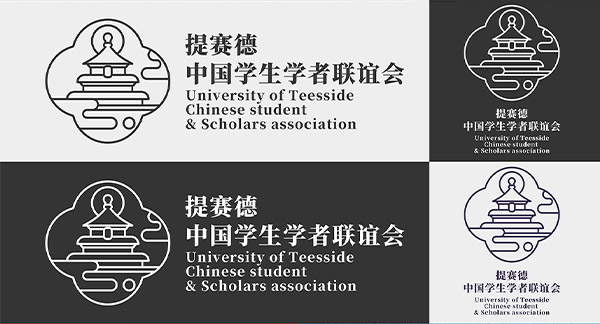 提赛德
中国学生学者联谊会
University of Teesside
Chinese student
& Scholars association
提赛德
中国学生学者联谊会
University of Teesside
Chinese student
& Scholars association
提赛德
中国学生学者联谊会
University of Teesside
Chinese student
& Scholars association
提赛德
中国学生学者联谊会
University of Teesside
Chinese student
& Scholars association